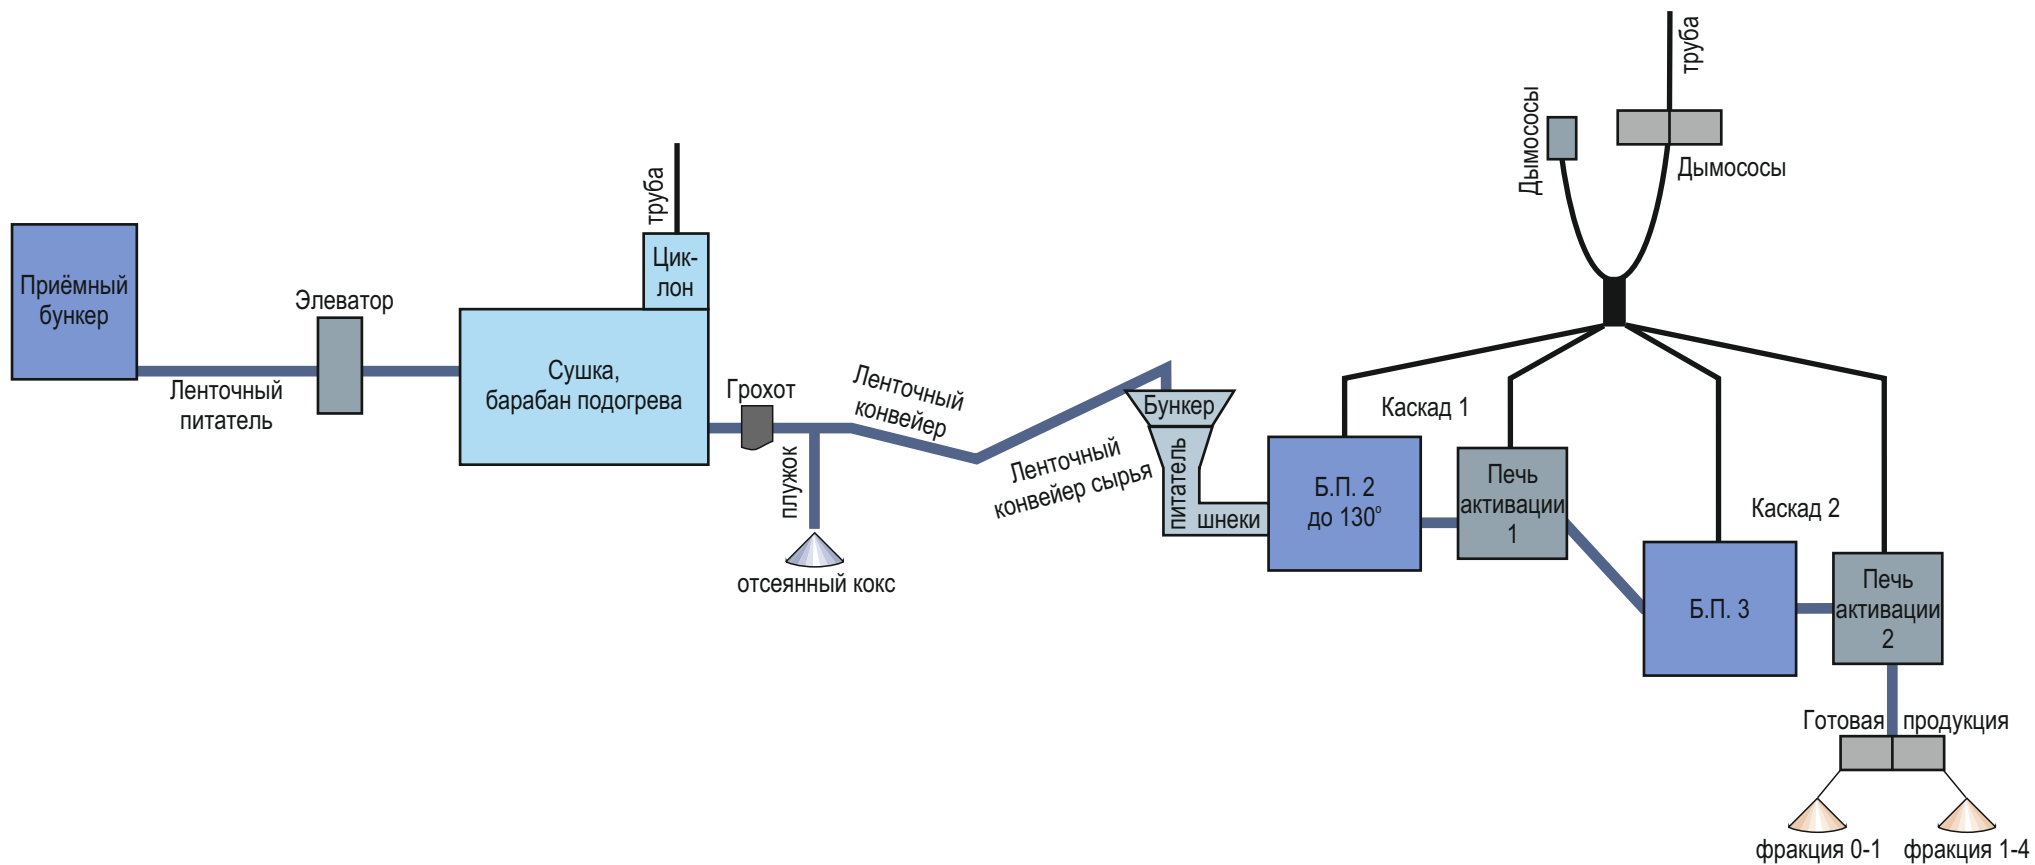 Приёмный
бункер
Ленточный
питатель
Элеватор
Сушка,
барабан подогрева
Цик-
лон
труба
Грохот
плужок
отсеянный кокс
Ленточный
конвейер
Ленточный
конвейер сырья
Бункер
питатель
шнеки
Б.П. 2
до 130°
Каскад 1
Печь
активации
1
Дымососы
труба
Дымососы
Каскад 2
Б.П. 3
Печь
активации
2
Готовая продукция
фракция 0-1
фракция 1-4